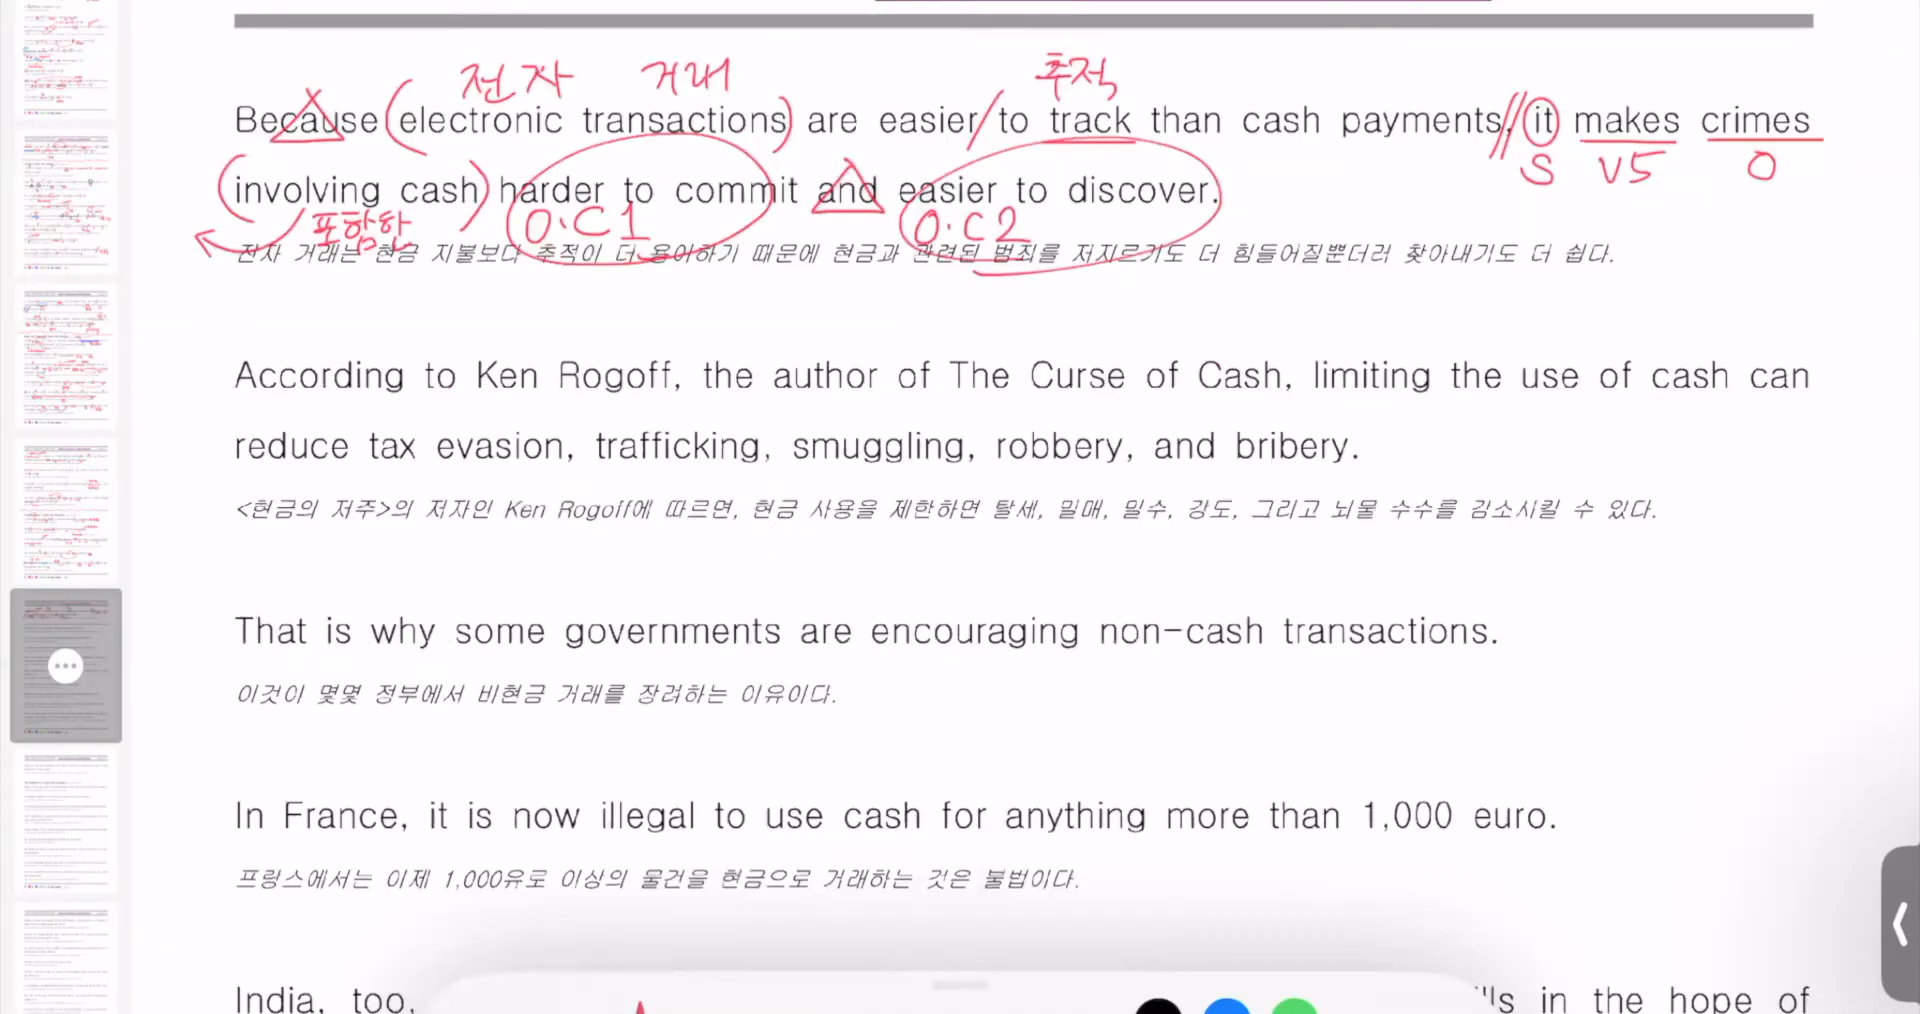 전자 거래 추적
Because electronic transactions are easier to track than cash payments, it makes crimes
S V5 O
involving cash harder to commit and easier to discover.
포함한 O.C1 O.C2
전자 거래는 현금 지불보다 추적이 더 용이하기 때문에 현금과 관련된 범죄를 저지르기도 더 힘들어질뿐더러 찾아내기도 더 쉽다.
According to Ken Rogoff, the author of The Curse of Cash, limiting the use of cash can
reduce tax evasion, trafficking, smuggling, robbery, and bribery.
<현금의 저주>의 저자인 Ken Rogoff에 따르면, 현금 사용을 제한하면 탈세, 밀매, 밀수, 강도, 그리고 뇌물 수수를 감소시킬 수 있다.
That is why some governments are encouraging non-cash transactions.
이것이 몇몇 정부에서 비현금 거래를 장려하는 이유이다.
In France, it is now illegal to use cash for anything more than 1,000 euro.
프랑스에서는 이제 1,000유로 이상의 물건을 현금으로 거래하는 것은 불법이다.
India, too, in the hope of